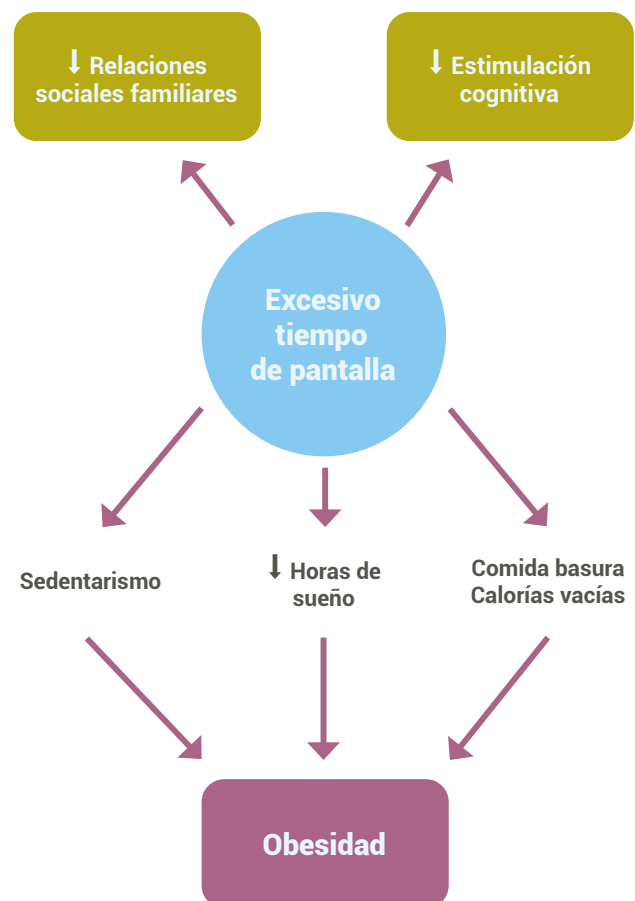 ⭣ Relaciones
sociales familiares
⭣ Estimulación
cognitiva
Excesivo
tiempo
de pantalla
Sedentarismo
⭣ Horas de
sueño
Comida basura
Calorías vacías
Obesidad